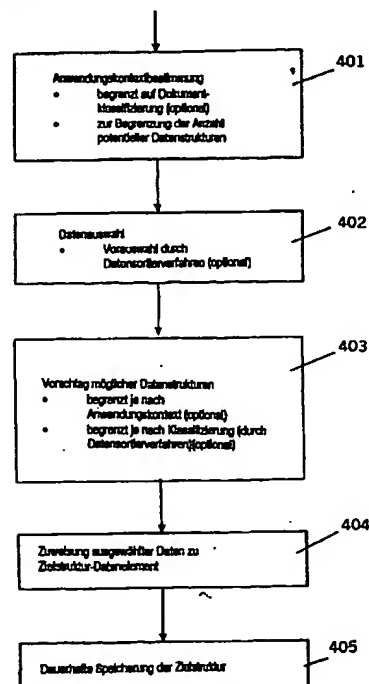 401
Anwendungskontextbestimmung
• begrenzt auf Dokument-
klassifizierung (optional)
• zur Begrenzung der Anzahl
potentieller Datenstrukturen
402
Datenauswahl
• Vorauswahl durch
Datensortierverfahren (optional)
403
Vorschlag möglicher Datenstrukturen
• begrenzt je nach
Anwendungskontext (optional)
• begrenzt je nach Klassifizierung (durch
Datensortierverfahren)(optional)
404
Zuweisung ausgewählter Daten zu
Zielstruktur-Datenelement
405
Dauerhafte Speicherung der Zielstruktur